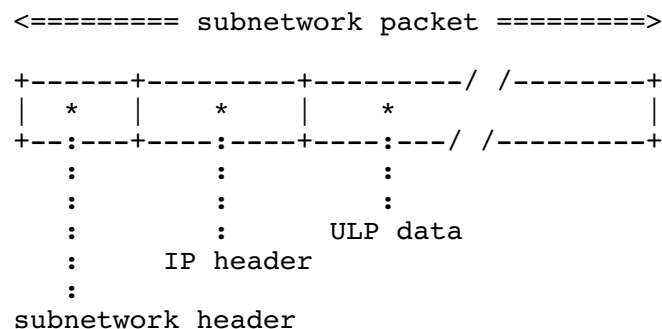 <========= subnetwork packet =========>
+------+---------+---------/ /--------+
|  *   |    *    |    *               |
+--:---+----:----+----:---/ /---------+
   :        :         :
   :        :         :
   :        :     ULP data
   :    IP header
   :
subnetwork header